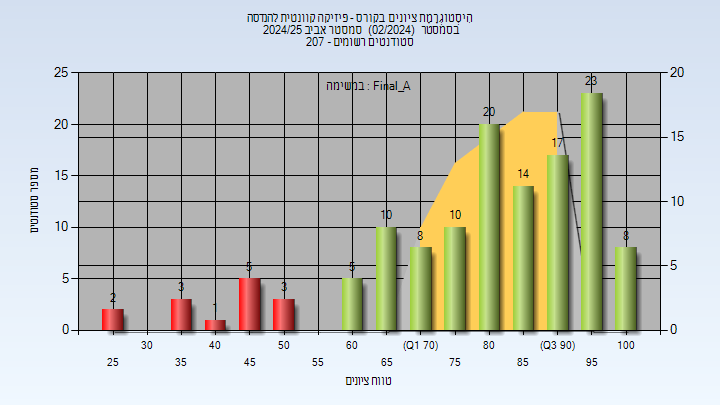 היסטוגרמת ציונים בקורס - פיזיקה קוונטית להנדסה
בסמסטר (02/2024) סמסטר אביב 2024/25
סטודנטים רשומים - 207
במשימה : Final_A
25 20
20 15
15 10
10 5
5 0
0
2 3 1 5 3 5 10 8 10 20 14 17 23 8
מספר סטודנטים
30 40 50 60 (Q1 70) 80 (Q3 90) 100
25 35 45 55 65 75 85 95
טווח ציונים